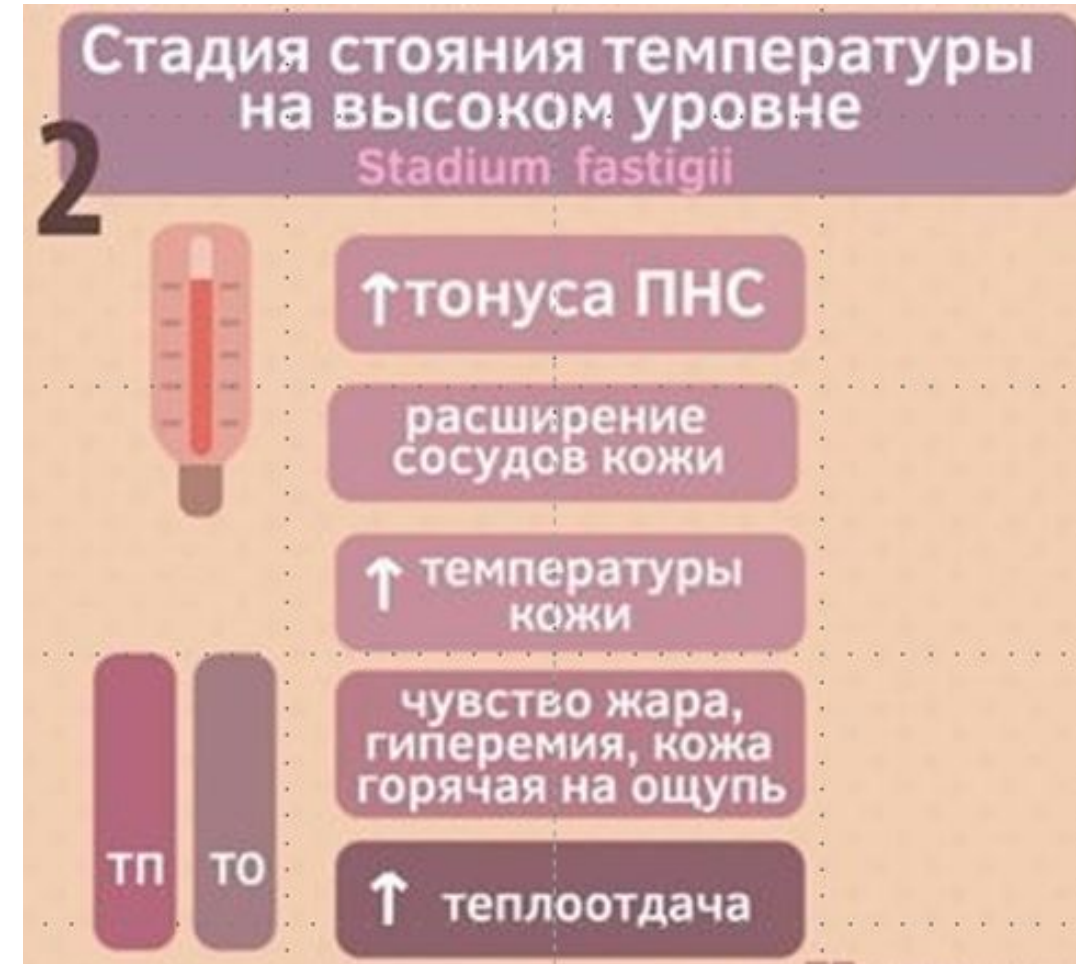 Стадия стояния температуры
на высоком уровне
Stadium fastigii
2
↑тонуса ПНС
расширение
сосудов кожи
↑ температуры
кожи
чувство жара,
гиперемия, кожа
горячая на ощупь
ТП ТО
↑ теплоотдача